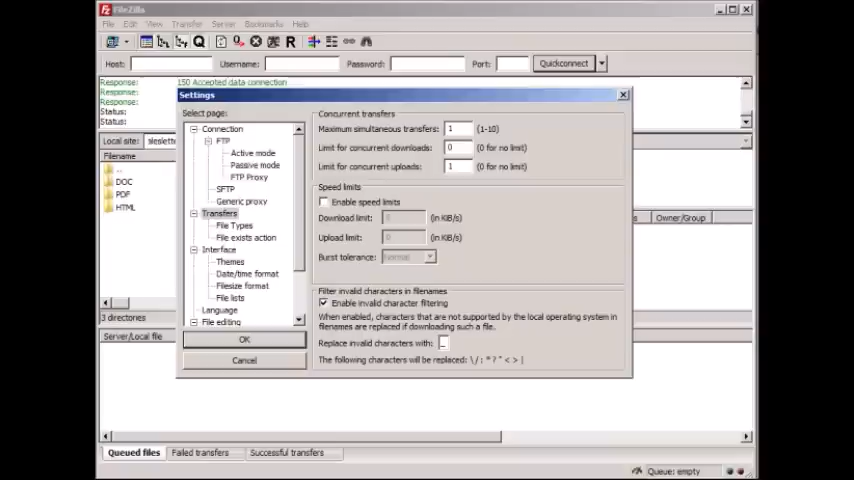 FileZilla
File Edit View Transfer Server Bookmarks Help
Host: Username: Password: Port: Quickconnect
Response: 150 Accepted data connection
Response:
Response:
Status:
Status:
Settings
Select page:
Connection
FTP
Active mode
Passive mode
FTP Proxy
SFTP
Generic proxy
Transfers
File Types
File exists action
Interface
Themes
Date/time format
Filesize format
File lists
Language
File editing
OK
Cancel
Concurrent transfers
Maximum simultaneous transfers: 1 (1-10)
Limit for concurrent downloads: 0 (0 for no limit)
Limit for concurrent uploads: 1 (0 for no limit)
Speed limits
Enable speed limits
Download limit: (in KiB/s)
Upload limit: (in KiB/s)
Burst tolerance: Normal
Filter invalid characters in filenames
Enable invalid character filtering
When enabled, characters that are not supported by the local operating system in
filenames are replaced if downloading such a file.
Replace invalid characters with: _
The following characters will be replaced: \ / : * ? " < > |
Local site:
Filename
..
DOC
PDF
HTML
3 directories
Server/Local file
Owner/Group
Queued files Failed transfers Successful transfers
Queue: empty